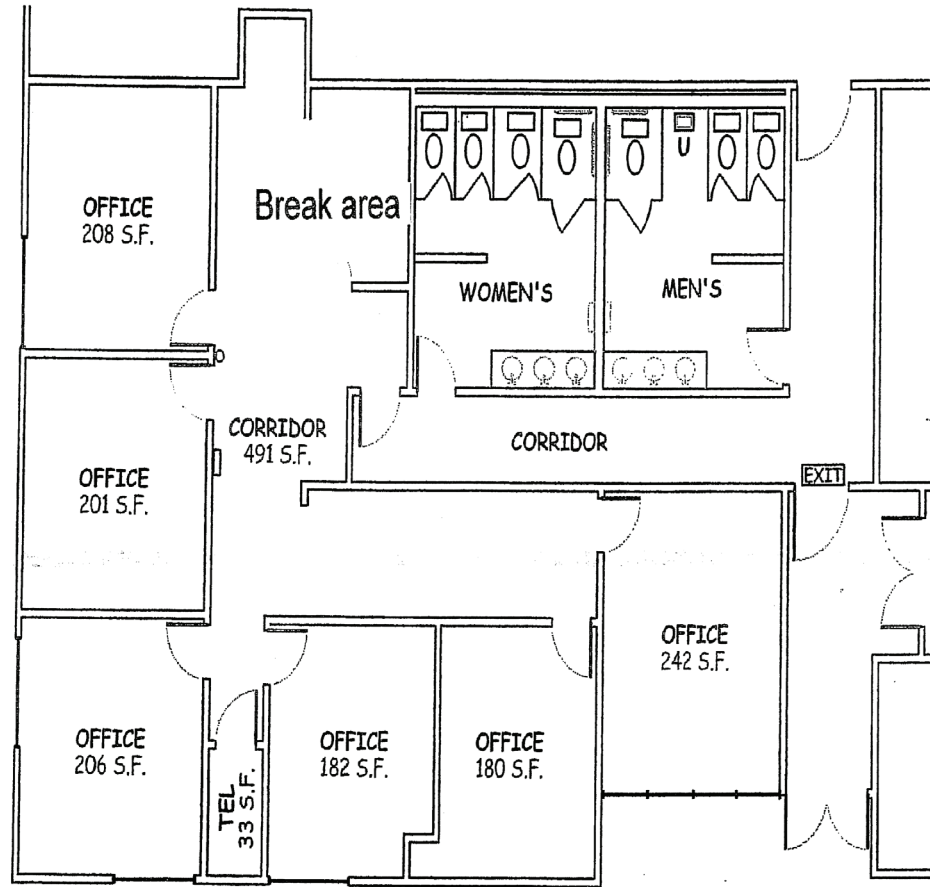 OFFICE
208 S.F.
Break area
WOMEN'S
MEN'S
CORRIDOR
491 S.F.
CORRIDOR
EXIT
OFFICE
201 S.F.
OFFICE
242 S.F.
OFFICE
206 S.F.
TEL
33 S.F.
OFFICE
182 S.F.
OFFICE
180 S.F.